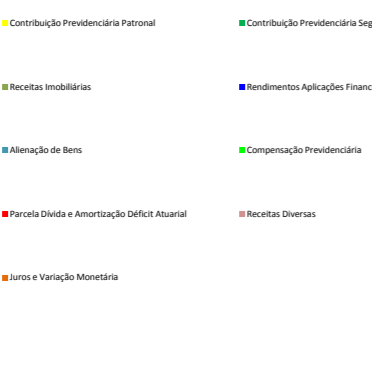 Contribuição Previdenciária Patronal
Contribuição Previdenciária Seg
Receitas Imobiliárias
Rendimentos Aplicações Financ
Alienação de Bens
Compensação Previdenciária
Parcela Dívida e Amortização Déficit Atuarial
Receitas Diversas
Juros e Variação Monetária